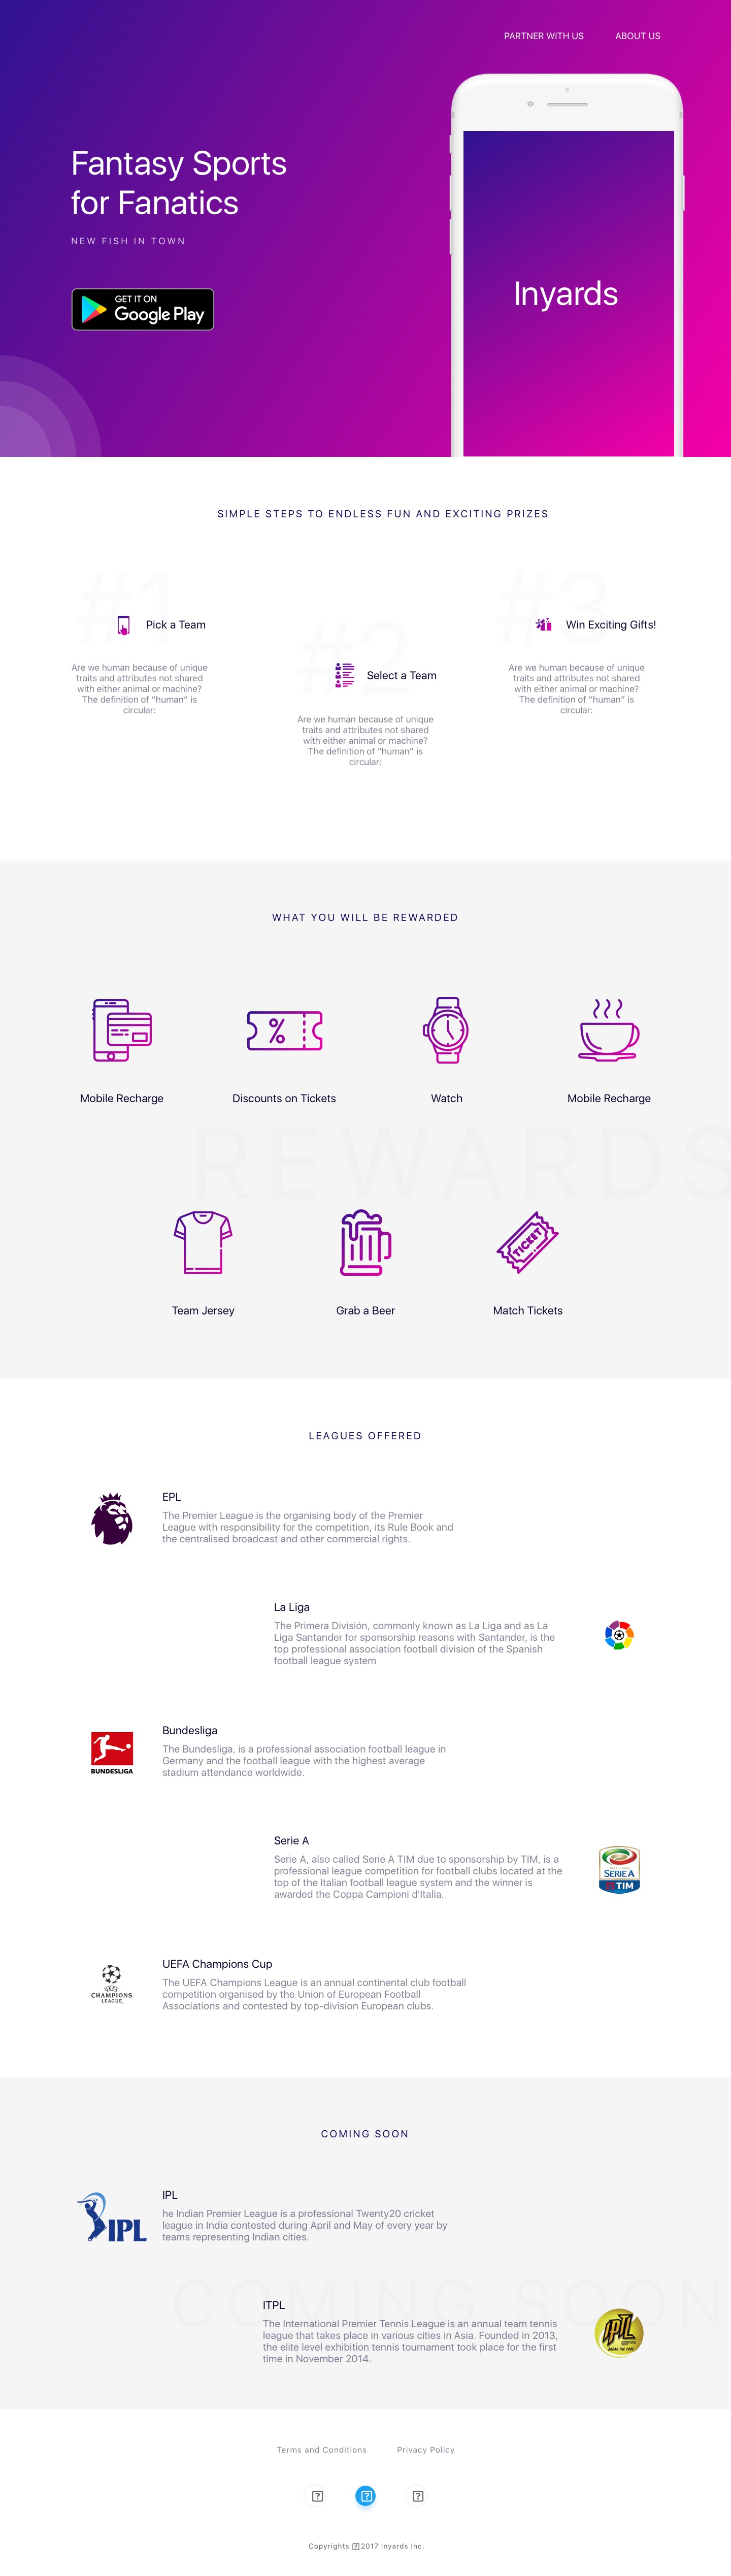 PARTNER WITH US
ABOUT US
Fantasy Sports
for Fanatics
NEW FISH IN TOWN
GET IT ON
Google Play
Inyards
SIMPLE STEPS TO ENDLESS FUN AND EXCITING PRIZES
#1
Pick a Team
Are we human because of unique
traits and attributes not shared
with either animal or machine?
The definition of “human” is
circular:
#2
Select a Team
Are we human because of unique
traits and attributes not shared
with either animal or machine?
The definition of “human” is
circular:
#3
Win Exciting Gifts!
Are we human because of unique
traits and attributes not shared
with either animal or machine?
The definition of “human” is
circular:
WHAT YOU WILL BE REWARDED
Mobile Recharge
Discounts on Tickets
Watch
Mobile Recharge
REWARDS
TICKET
Team Jersey
Grab a Beer
Match Tickets
LEAGUES OFFERED
EPL
The Premier League is the organising body of the Premier
League with responsibility for the competition, its Rule Book and
the centralised broadcast and other commercial rights.
La Liga
The Primera División, commonly known as La Liga and as La
Liga Santander for sponsorship reasons with Santander, is the
top professional association football division of the Spanish
football league system
BUNDESLIGA
Bundesliga
The Bundesliga, is a professional association football league in
Germany and the football league with the highest average
stadium attendance worldwide.
Serie A
Serie A, also called Serie A TIM due to sponsorship by TIM, is a
professional league competition for football clubs located at the
top of the Italian football league system and the winner is
awarded the Coppa Campioni d'Italia.
SERIE A
TIM
UEFA
CHAMPIONS
LEAGUE
UEFA Champions Cup
The UEFA Champions League is an annual continental club football
competition organised by the Union of European Football
Associations and contested by top-division European clubs.
COMING SOON
IPL
IPL
he Indian Premier League is a professional Twenty20 cricket
league in India contested during April and May of every year by
teams representing Indian cities.
COMING SOON
ITPL
The International Premier Tennis League is an annual team tennis
league that takes place in various cities in Asia. Founded in 2013,
the elite level exhibition tennis tournament took place for the first
time in November 2014.
BREAK THE CODE
Terms and Conditions
Privacy Policy
Copyrights 2017 Inyards Inc.